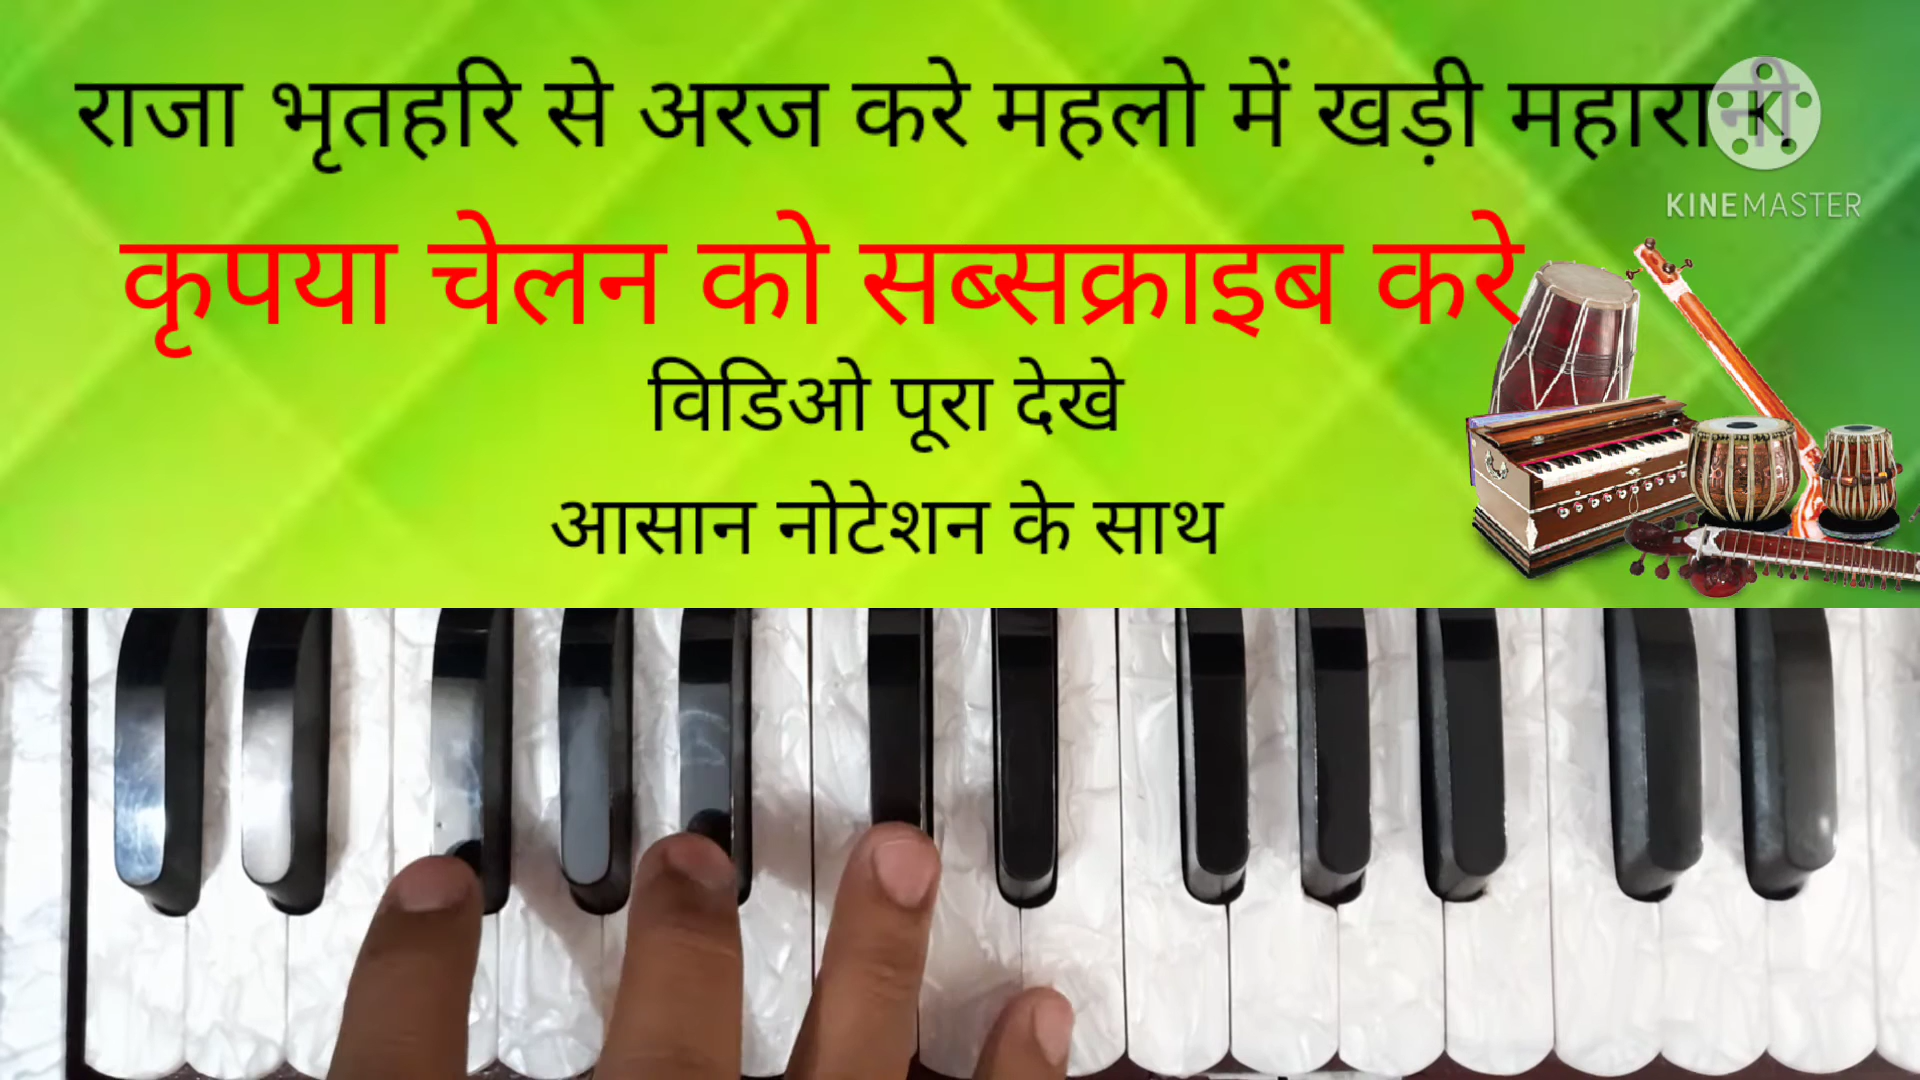 राजा भृतहरि से अरज करे महलो में खड़ी महारानी
KINEMASTER
कृपया चेलन को सब्सक्राइब करे
विडिओ पूरा देखे
आसान नोटेशन के साथ